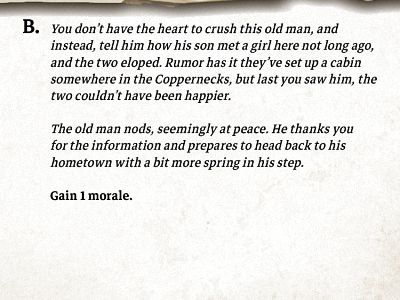 B. You don't have the heart to crush this old man, and
instead, tell him how his son met a girl here not long ago,
and the two eloped. Rumor has it they've set up a cabin
somewhere in the Coppernecks, but last you saw him, the
two couldn't have been happier.
The old man nods, seemingly at peace. He thanks you
for the information and prepares to head back to his
hometown with a bit more spring in his step.
Gain 1 morale.